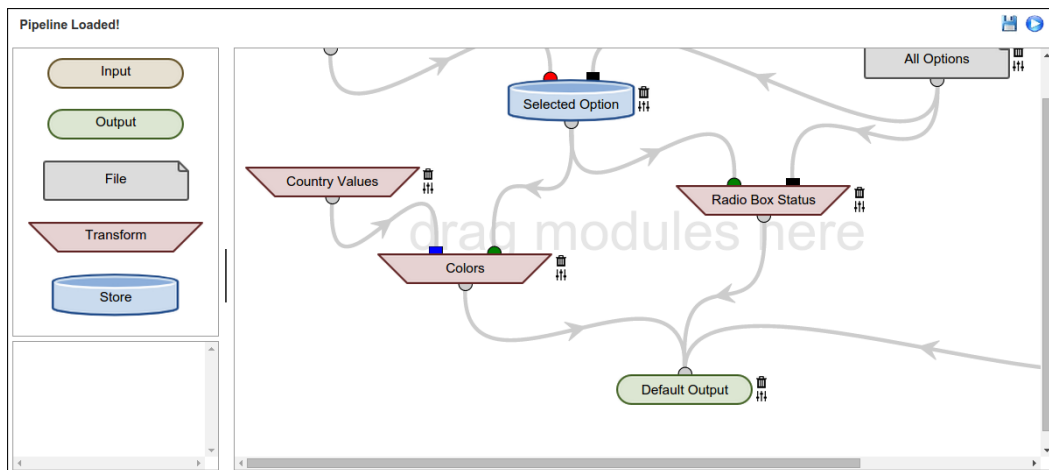 Pipeline Loaded!
Input
Output
File
Transform
Store
All Options
Selected Option
Country Values
Radio Box Status
drag modules here
Colors
Default Output